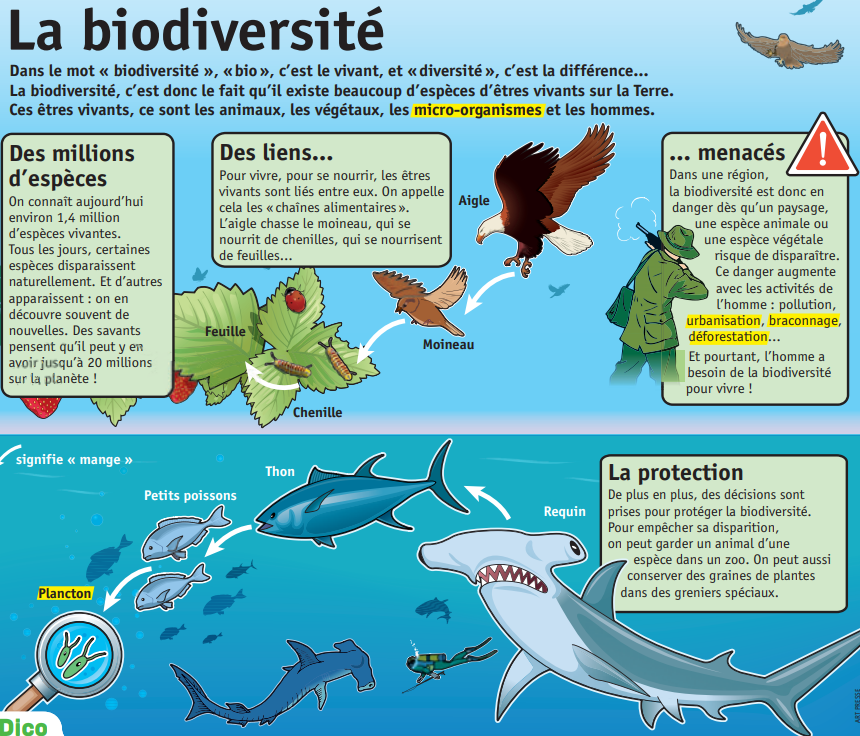 La biodiversité
Dans le mot « biodiversité », « bio », c’est le vivant, et « diversité », c’est la différence...
La biodiversité, c’est donc le fait qu’il existe beaucoup d’espèces d’êtres vivants sur la Terre.
Ces êtres vivants, ce sont les animaux, les végétaux, les micro-organismes et les hommes.
Des millions
d’espèces
On connaît aujourd’hui
environ 1,4 million
d’espèces vivantes.
Tous les jours, certaines
espèces disparaissent
naturellement. Et d’autres
apparaissent : on en
découvre souvent de
nouvelles. Des savants
pensent qu’il peut y en
avoir jusqu’à 20 millions
sur la planète !
Des liens...
Pour vivre, pour se nourrir, les êtres
vivants sont liés entre eux. On appelle
cela les « chaînes alimentaires ».
L’aigle chasse le moineau, qui se
nourrit de chenilles, qui se nourrisent
de feuilles...
Aigle
Moineau
Feuille
Chenille
... menacés
!
Dans une région,
la biodiversité est donc en
danger dès qu’un paysage,
une espèce animale ou
une espèce végétale
risque de disparaître.
Ce danger augmente
avec les activités de
l’homme : pollution,
urbanisation, braconnage,
déforestation...
Et pourtant, l’homme a
besoin de la biodiversité
pour vivre !
signifie « mange »
Thon
Petits poissons
Requin
Plancton
La protection
De plus en plus, des décisions sont
prises pour protéger la biodiversité.
Pour empêcher sa disparition,
on peut garder un animal d’une
espèce dans un zoo. On peut aussi
conserver des graines de plantes
dans des greniers spéciaux.
ART PRESSE
Dico